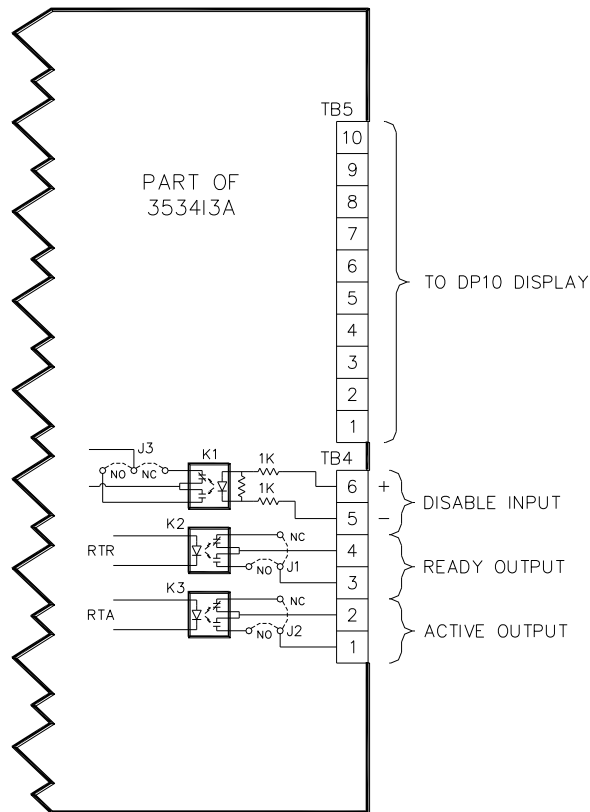 TB5
10
9
8
7
6
5
4
3
2
1
PART OF
353413A
TO DP10 DISPLAY
TB4
J3
K1
1K
NO NC
1K
6 +
5 −
DISABLE INPUT
K2
NC
4
RTR
READY OUTPUT
NO J1
3
K3
NC
2
RTA
ACTIVE OUTPUT
NO J2
1